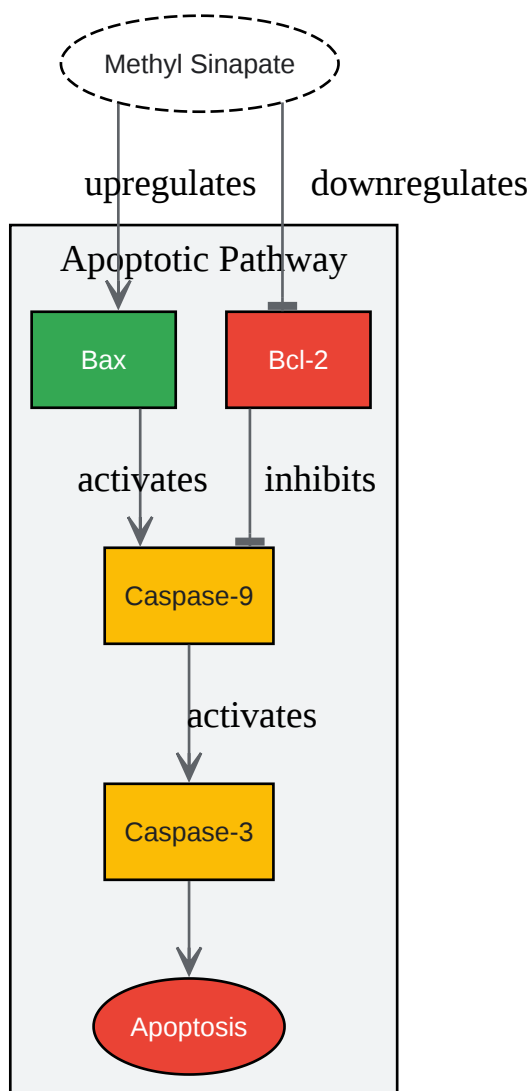 Methyl Sinapate
upregulates
downregulates
Apoptotic Pathway
Bax
Bcl-2
activates
inhibits
Caspase-9
activates
Caspase-3
Apoptosis